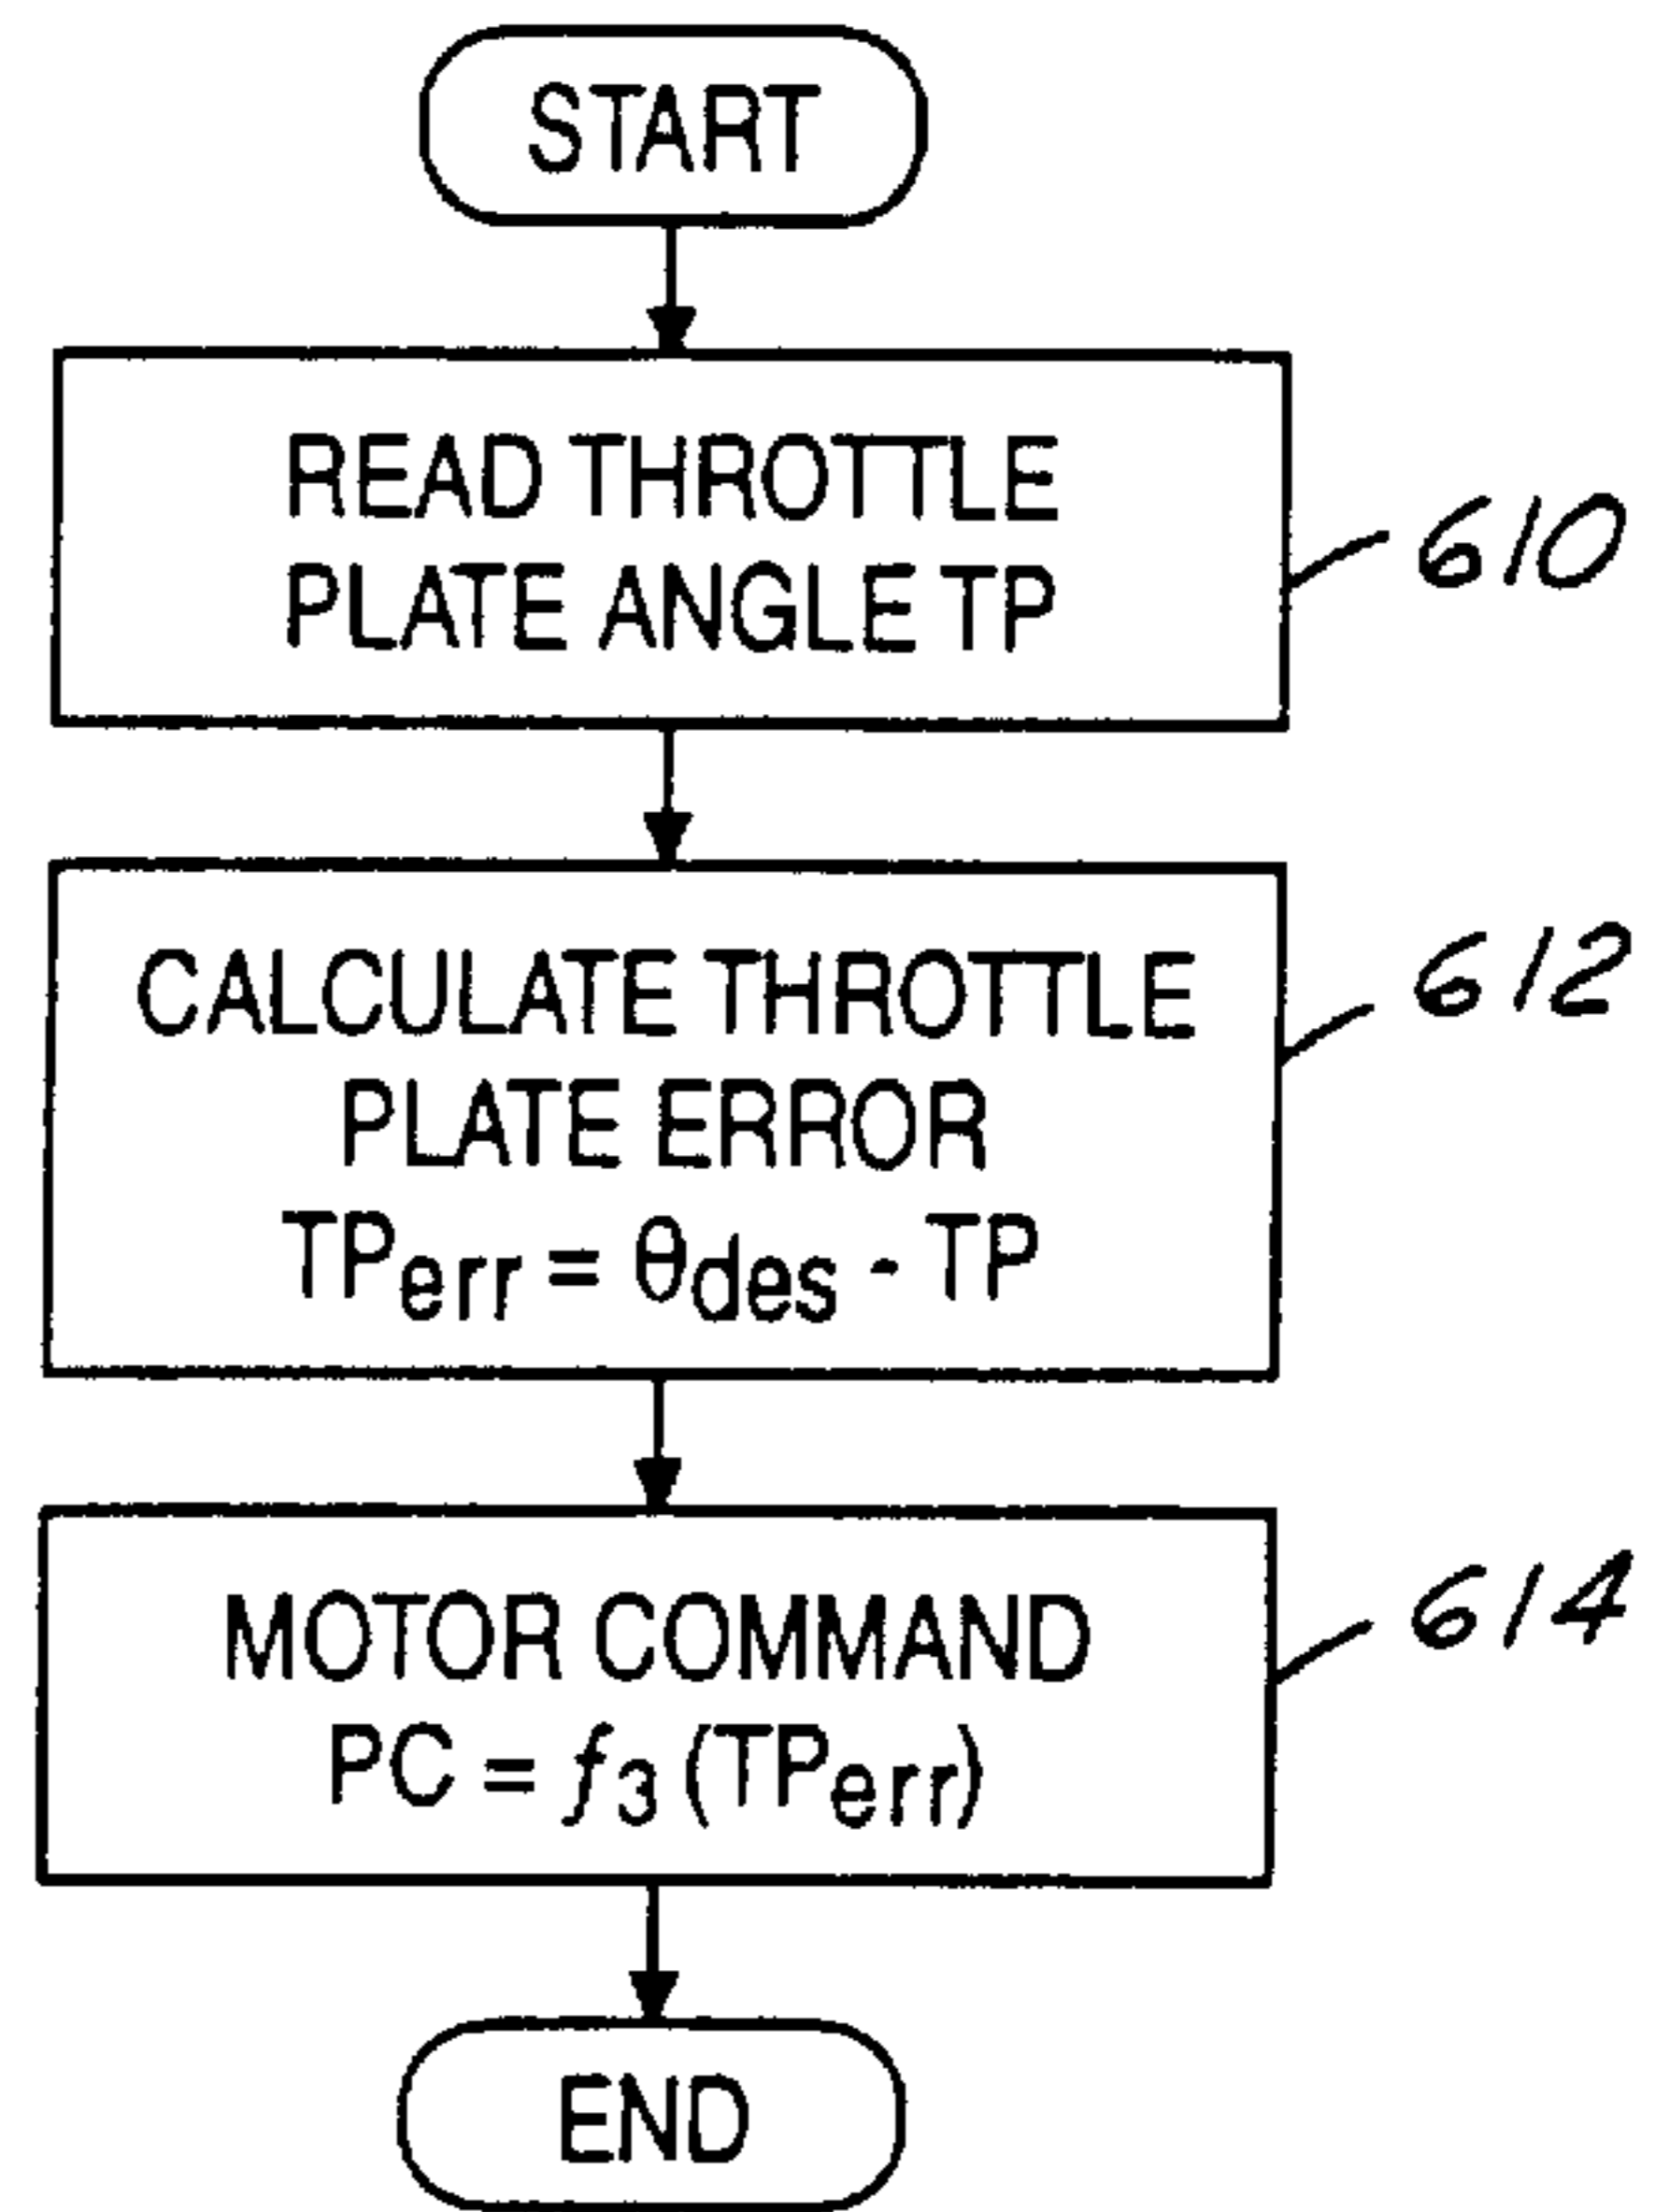 START
READ THROTTLE
PLATE ANGLE TP
610
CALCULATE THROTTLE
PLATE ERROR
TPerr = θdes - TP
612
MOTOR COMMAND
PC = f3 (TPerr)
614
END